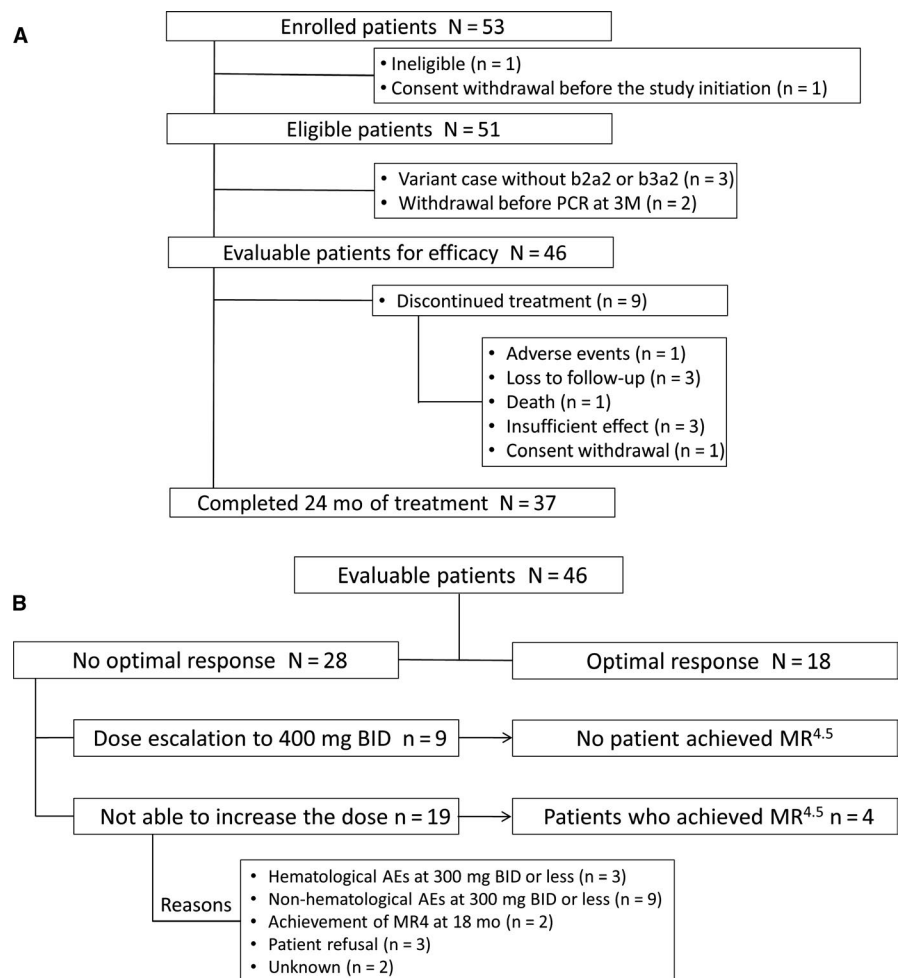 A
Enrolled patients N = 53
• Ineligible (n = 1)
• Consent withdrawal before the study initiation (n = 1)
Eligible patients N = 51
• Variant case without b2a2 or b3a2 (n = 3)
• Withdrawal before PCR at 3M (n = 2)
Evaluable patients for efficacy N = 46
• Discontinued treatment (n = 9)
• Adverse events (n = 1)
• Loss to follow-up (n = 3)
• Death (n = 1)
• Insufficient effect (n = 3)
• Consent withdrawal (n = 1)
Completed 24 mo of treatment N = 37
B
Evaluable patients N = 46
No optimal response N = 28
Optimal response N = 18
Dose escalation to 400 mg BID n = 9
No patient achieved MR⁴·⁵
Not able to increase the dose n = 19
Patients who achieved MR⁴·⁵ n = 4
Reasons
• Hematological AEs at 300 mg BID or less (n = 3)
• Non-hematological AEs at 300 mg BID or less (n = 9)
• Achievement of MR4 at 18 mo (n = 2)
• Patient refusal (n = 3)
• Unknown (n = 2)